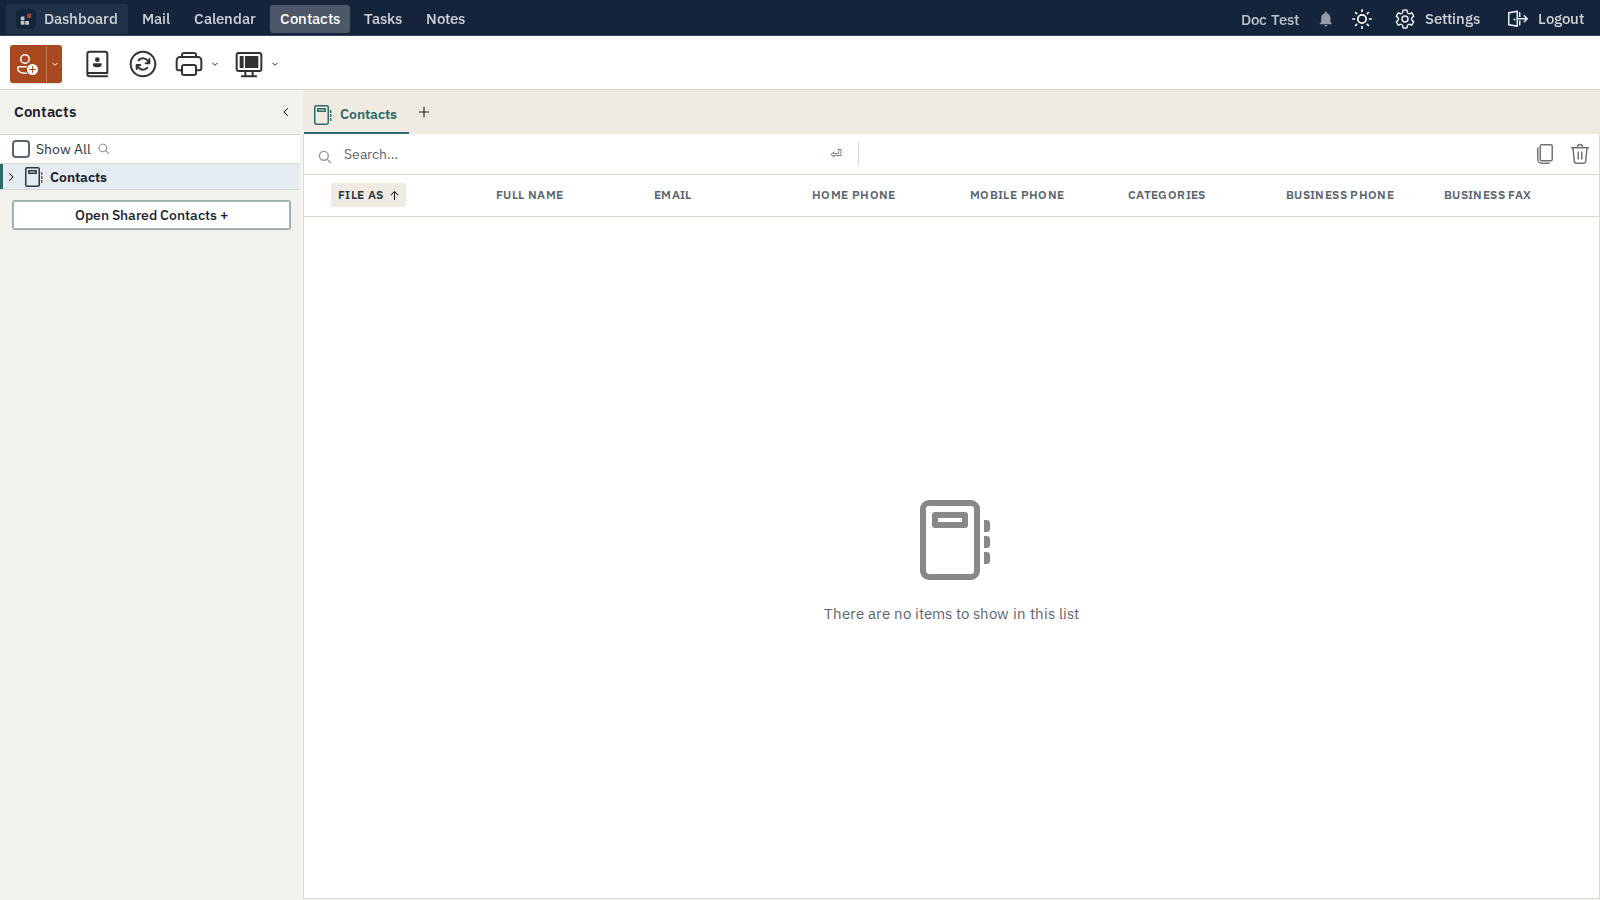 Dashboard Mail Calendar Contacts Tasks Notes Doc Test Settings Logout
Contacts
Show All
Contacts
Open Shared Contacts +
Contacts
Search...
FILE AS FULL NAME EMAIL HOME PHONE MOBILE PHONE CATEGORIES BUSINESS PHONE BUSINESS FAX
There are no items to show in this list